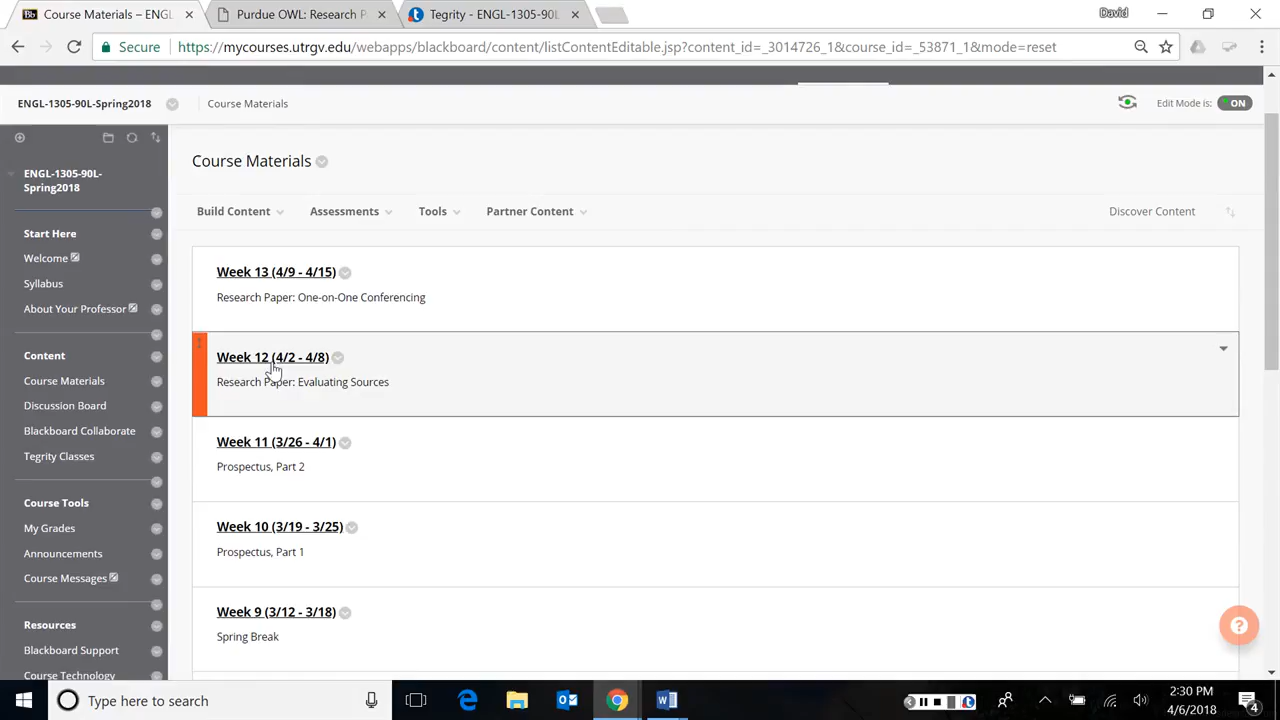 Course Materials – ENGL
Purdue OWL: Research P
Tegrity - ENGL-1305-90L
David
Secure
https://mycourses.utrgv.edu/webapps/blackboard/content/listContentEditable.jsp?content_id=_3014726_1&course_id=_53871_1&mode=reset
ENGL-1305-90L-Spring2018
Course Materials
Edit Mode is:
ON
ENGL-1305-90L-
Spring2018
Start Here
Welcome
Syllabus
About Your Professor
Content
Course Materials
Discussion Board
Blackboard Collaborate
Tegrity Classes
Course Tools
My Grades
Announcements
Course Messages
Resources
Blackboard Support
Course Technology
Course Materials
Build Content
Assessments
Tools
Partner Content
Discover Content
Week 13 (4/9 - 4/15)
Research Paper: One-on-One Conferencing
Week 12 (4/2 - 4/8)
Research Paper: Evaluating Sources
Week 11 (3/26 - 4/1)
Prospectus, Part 2
Week 10 (3/19 - 3/25)
Prospectus, Part 1
Week 9 (3/12 - 3/18)
Spring Break
?
Type here to search
2:30 PM
4/6/2018
4